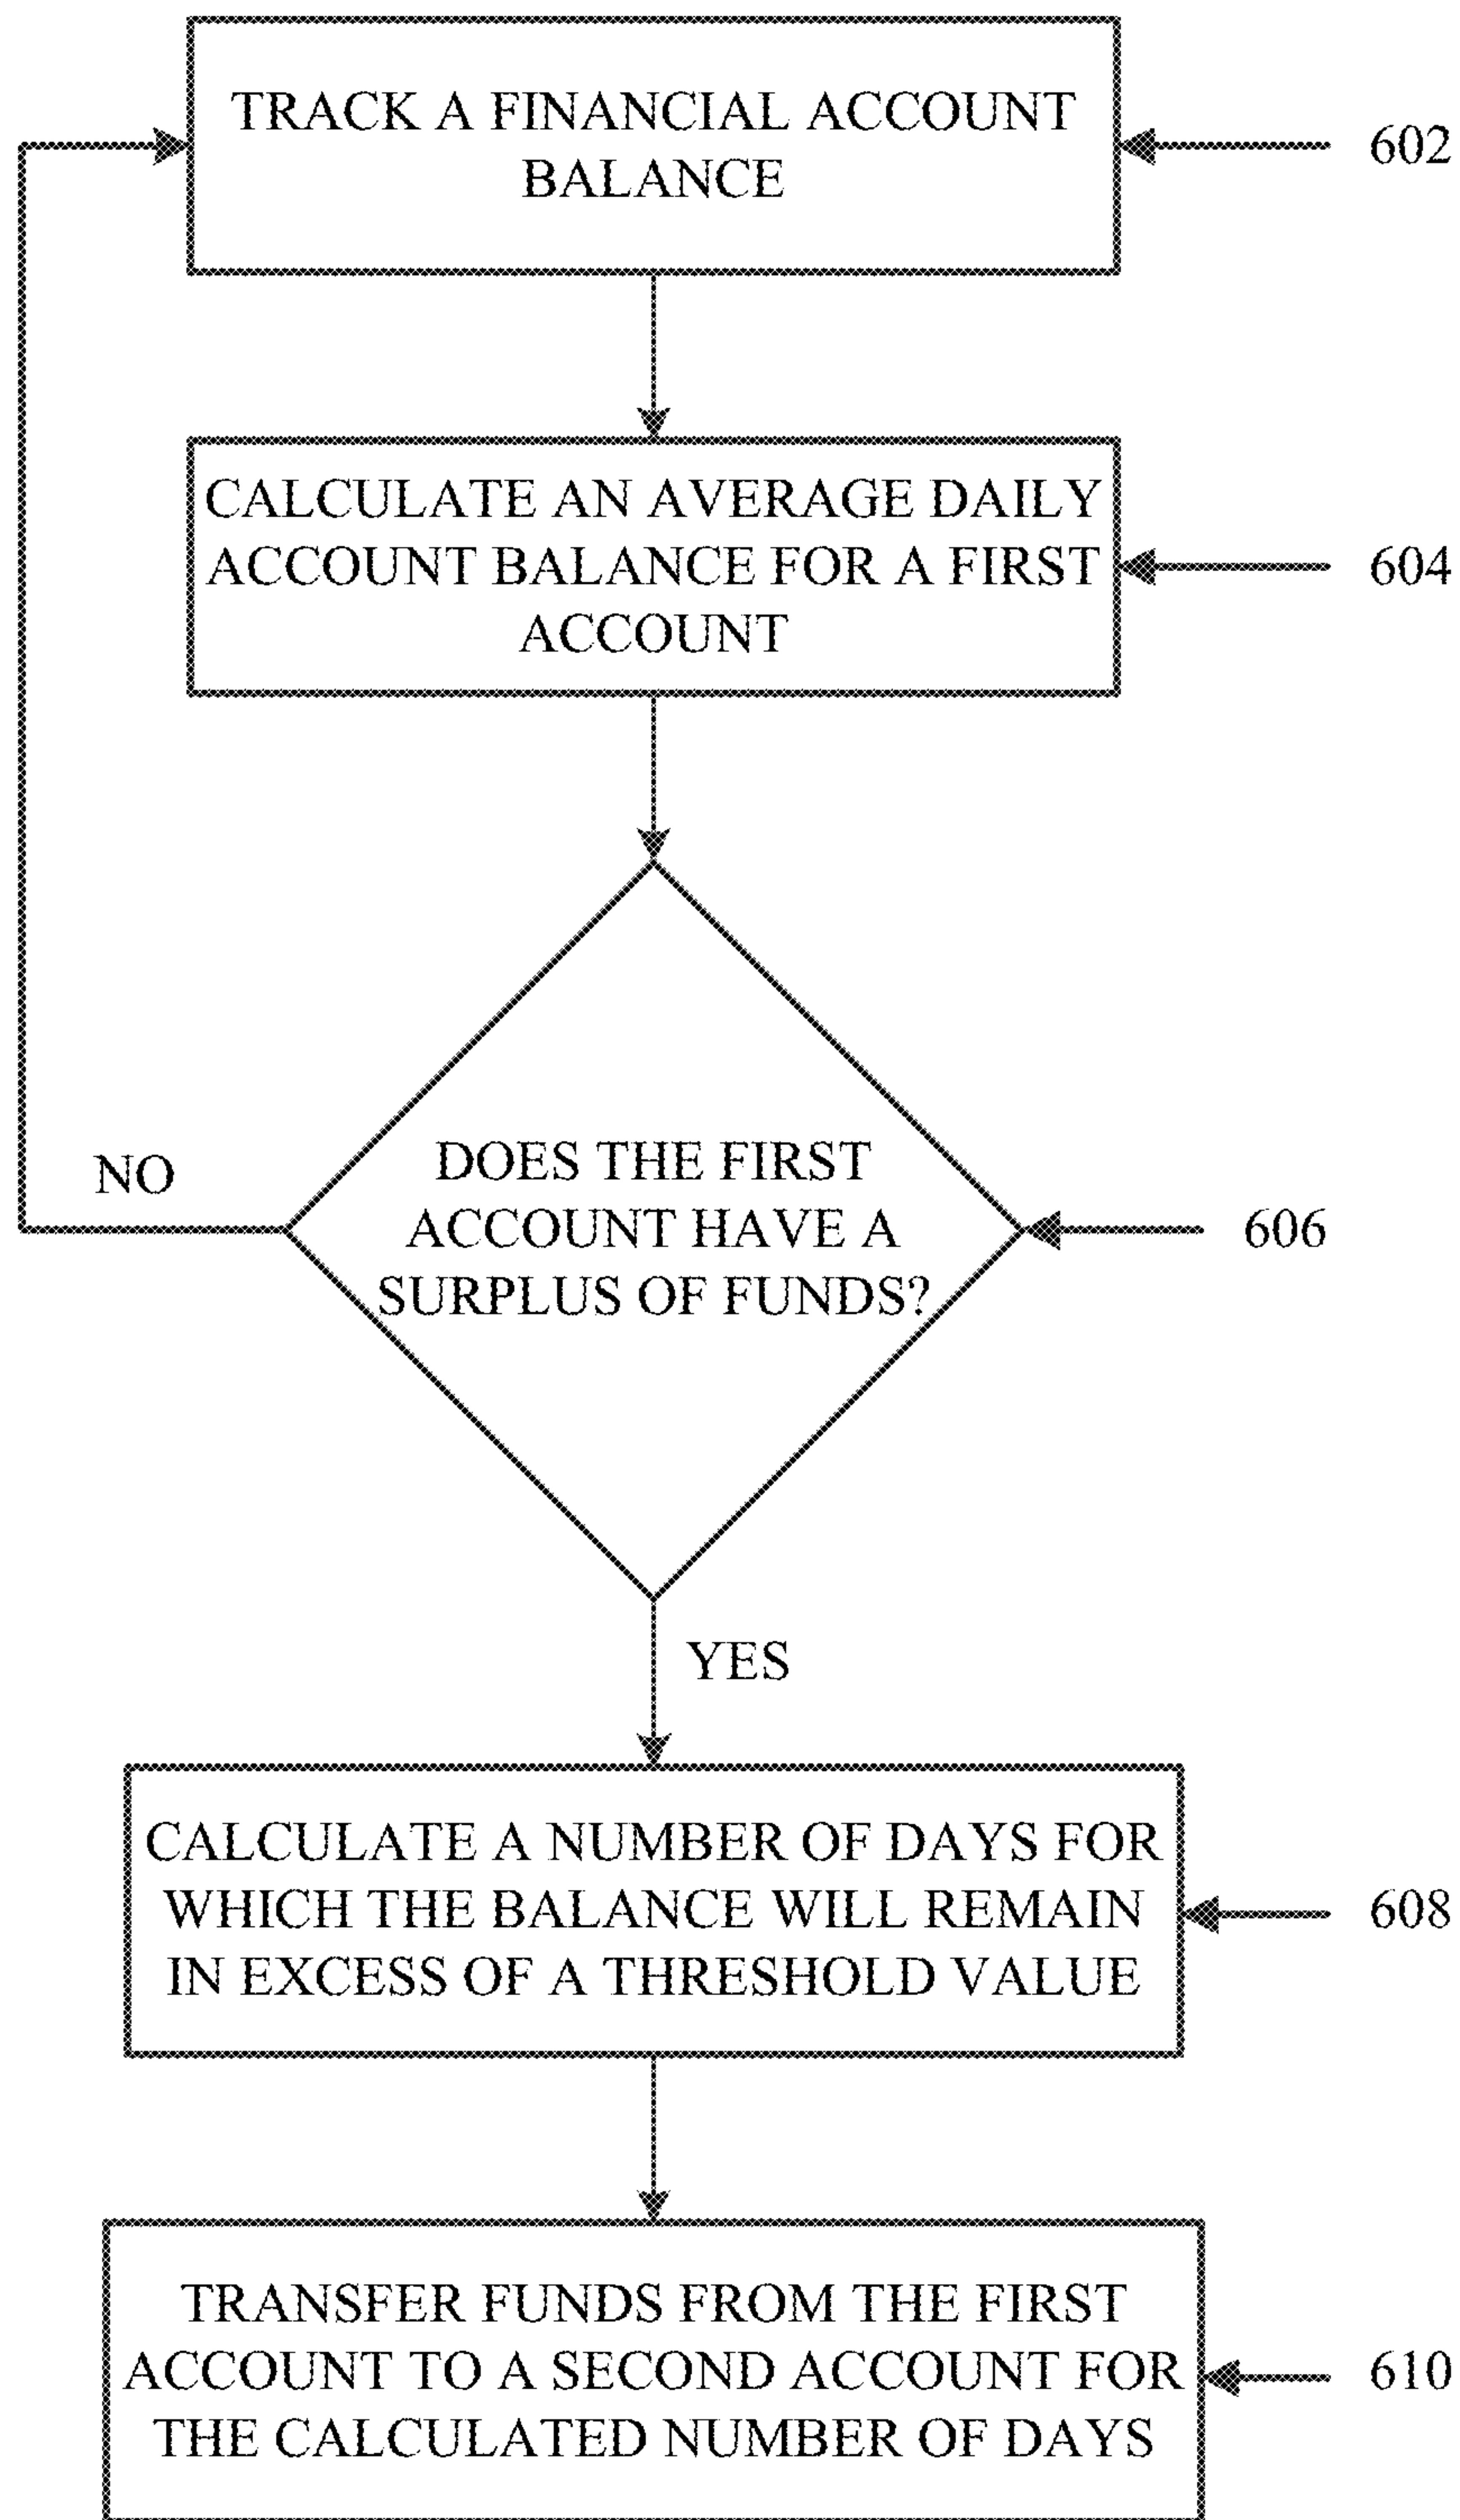 TRACK A FINANCIAL ACCOUNT
BALANCE
602
CALCULATE AN AVERAGE DAILY
ACCOUNT BALANCE FOR A FIRST
ACCOUNT
604
NO
DOES THE FIRST
ACCOUNT HAVE A
SURPLUS OF FUNDS?
606
YES
CALCULATE A NUMBER OF DAYS FOR
WHICH THE BALANCE WILL REMAIN
IN EXCESS OF A THRESHOLD VALUE
608
TRANSFER FUNDS FROM THE FIRST
ACCOUNT TO A SECOND ACCOUNT FOR
THE CALCULATED NUMBER OF DAYS
610